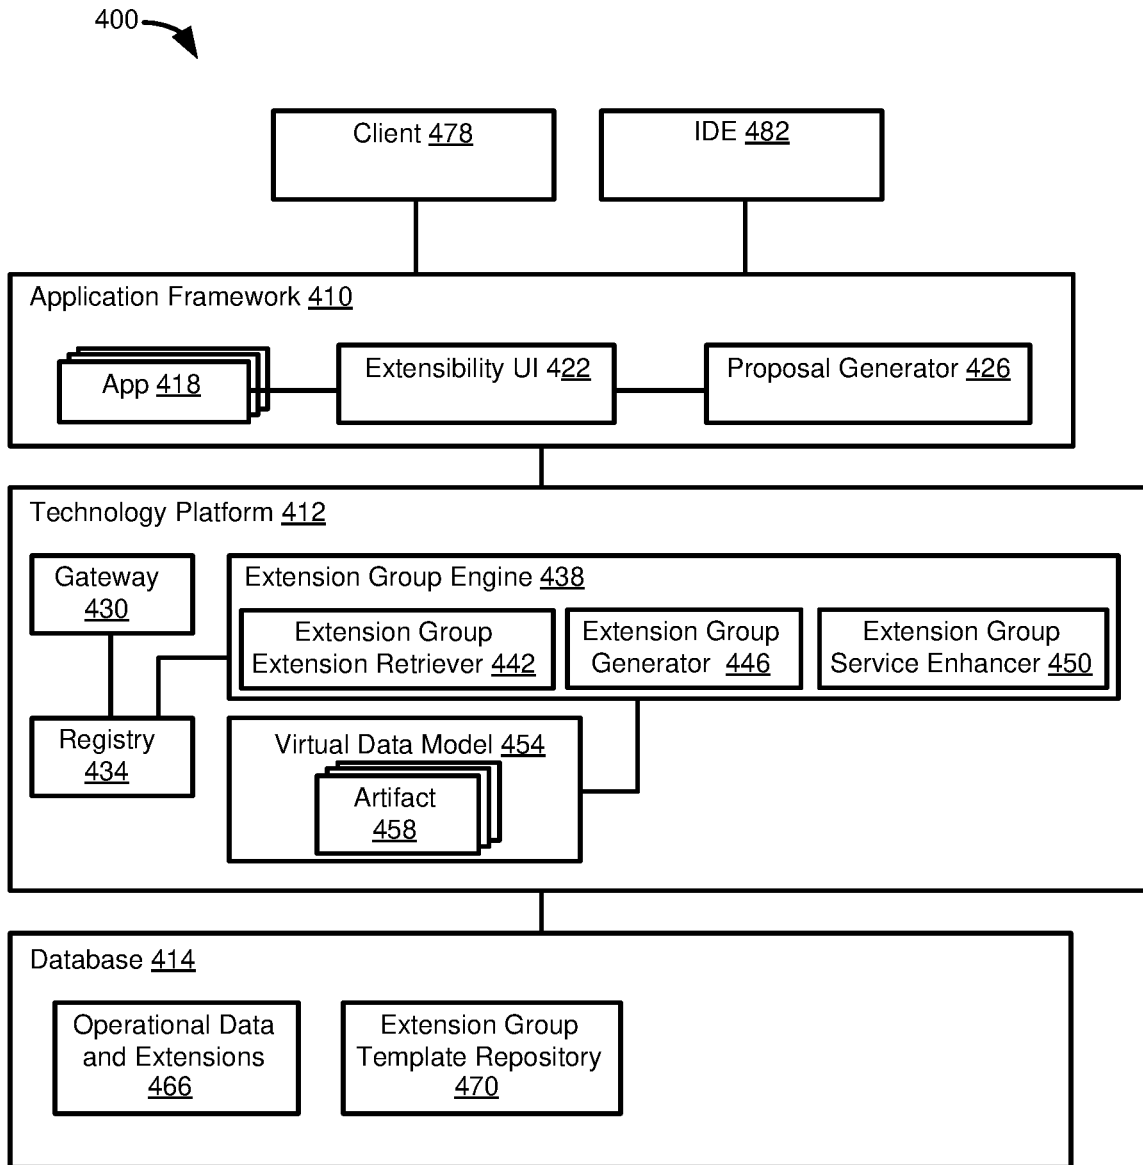 400
Client 478
IDE 482
Application Framework 410
App 418
Extensibility UI 422
Proposal Generator 426
Technology Platform 412
Gateway
430
Extension Group Engine 438
Extension Group
Extension Retriever 442
Extension Group
Generator 446
Extension Group
Service Enhancer 450
Registry
434
Virtual Data Model 454
Artifact
458
Database 414
Operational Data
and Extensions
466
Extension Group
Template Repository
470